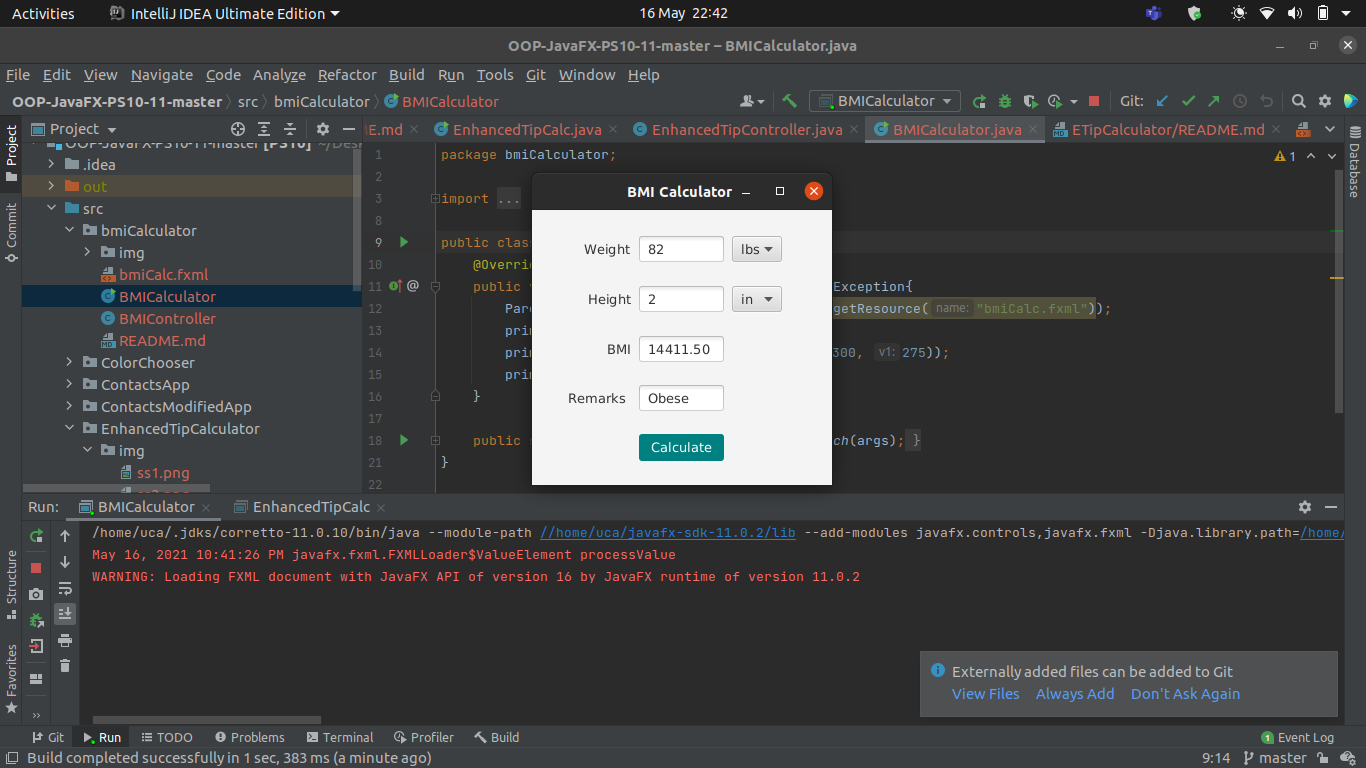 Activities IntelliJ IDEA Ultimate Edition 16 May 22:42
OOP-JavaFX-PS10-11-master – BMICalculator.java
File Edit View Navigate Code Analyze Refactor Build Run Tools Git Window Help
OOP-JavaFX-PS10-11-master src bmiCalculator BMICalculator BMICalculator Git:
Project
Commit
Structure
Favorites
Database
Project
OOP-JavaFX-PS10-11-master [PS10]
.idea
out
src
bmiCalculator
img
bmiCalc.fxml
BMICalculator
BMIController
README.md
ColorChooser
ContactsApp
ContactsModifiedApp
EnhancedTipCalculator
img
ss1.png
E.md EnhancedTipCalc.java EnhancedTipController.java BMICalculator.java ETipCalculator/README.md
1 package bmiCalculator; 1
2
3 import ...
8
9 public clas
10 @Overri
11 @ public Exception{
12 Par getResource( name: "bmiCalc.fxml"));
13 pri
14 pri 300, v1: 275));
15 pri
16 }
17
18 public ch(args); }
21 }
22
BMI Calculator
Weight 82 lbs
Height 2 in
BMI 14411.50
Remarks Obese
Calculate
Run: BMICalculator EnhancedTipCalc
/home/uca/.jdks/corretto-11.0.10/bin/java --module-path //home/uca/javafx-sdk-11.0.2/lib --add-modules javafx.controls,javafx.fxml -Djava.library.path=/home/
May 16, 2021 10:41:26 PM javafx.fxml.FXMLLoader$ValueElement processValue
WARNING: Loading FXML document with JavaFX API of version 16 by JavaFX runtime of version 11.0.2
Externally added files can be added to Git
View Files Always Add Don't Ask Again
Git Run TODO Problems Terminal Profiler Build 1 Event Log
Build completed successfully in 1 sec, 383 ms (a minute ago) 9:14 master